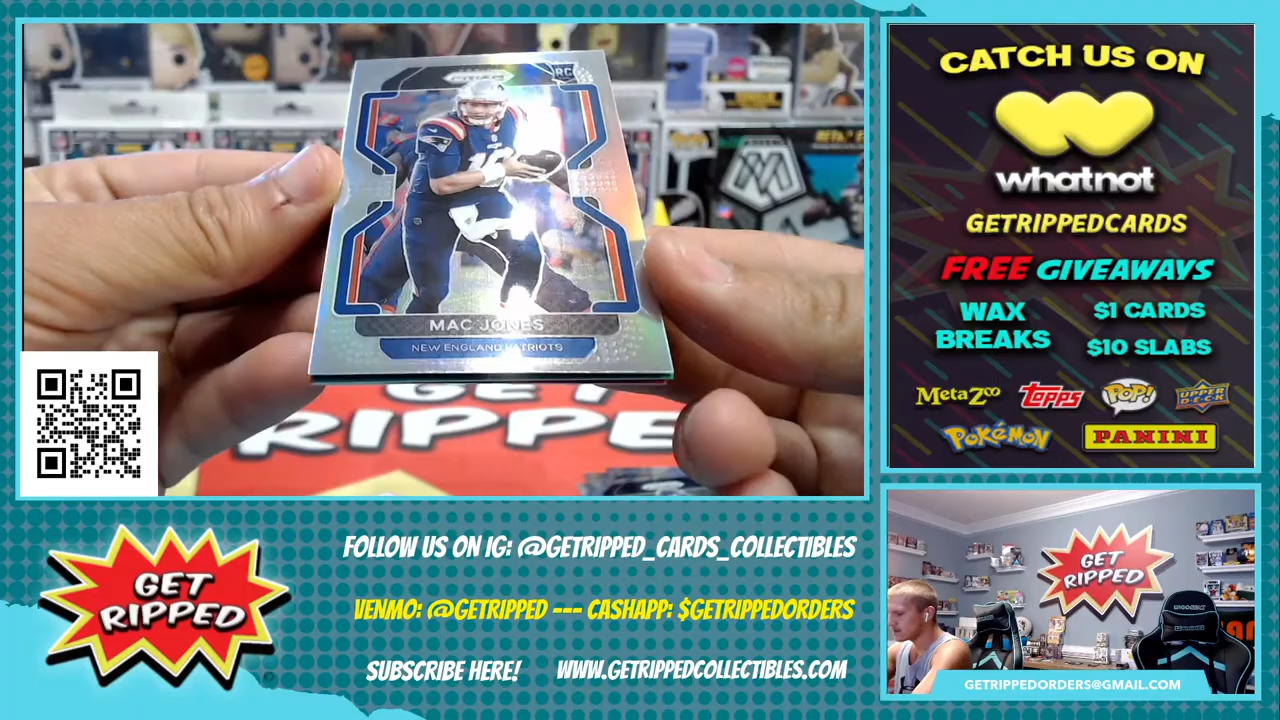 PRIZM
RC
MAC JONES
NEW ENGLAND PATRIOTS
GET
RIPPED
CATCH US ON
whatnot
GETRIPPEDCARDS
FREE GIVEAWAYS
WAX
BREAKS
$1 CARDS
$10 SLABS
MetaZoo
Topps
POP!
UPPER
DECK
Pokémon
PANINI
GET
RIPPED
FOLLOW US ON IG: @GETRIPPED_CARDS_COLLECTIBLES
VENMO: @GETRIPPED --- CASHAPP: $GETRIPPEDORDERS
SUBSCRIBE HERE!
WWW.GETRIPPEDCOLLECTIBLES.COM
GET
RIPPED
GETRIPPEDORDERS@GMAIL.COM